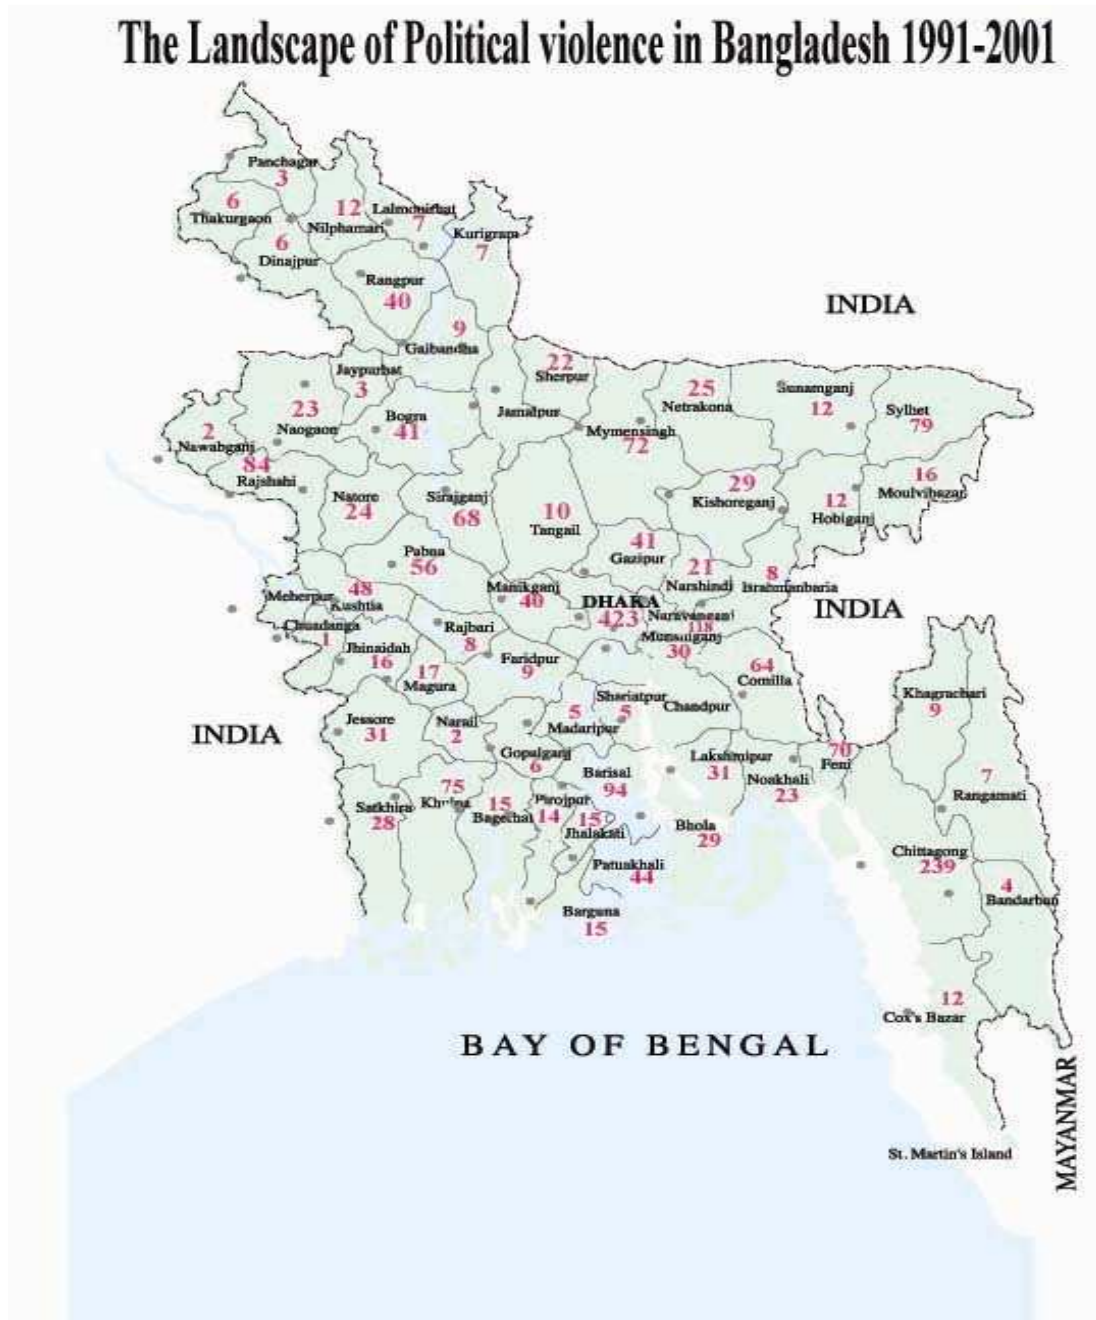 The Landscape of Political violence in Bangladesh 1991-2001
Panchagar
3
6
Thakurgaon
12
Nilphamari
Lalmonirhat
7
Kurigram
7
6
Dinajpur
Rangpur
40
INDIA
9
Gaibandha
22
Sherpur
Jaypurhat
3
25
Netrakona
Sunamganj
12
Sylhet
79
23
Naogaon
Bogra
41
Jamalpur
Mymensingh
72
2
Nawabganj
84
Rajshahi
Natore
24
Sirajganj
68
10
Tangail
29
Kishoreganj
12
Hobiganj
16
Moulvibazar
Pabna
56
41
Gazipur
21
Narshindi
8
Brahmanbaria
Meherpur
48
Kushtia
Manikganj
40
DHAKA
423
118
INDIA
Chuadanga
1
Rajbari
8
Munshiganj
30
Jhinaidah
16
17
Magura
Faridpur
9
64
Comilla
Shariatpur
5
Chandpur
Khagrachari
9
Jessore
31
Narail
2
5
Madaripur
INDIA
Gopalganj
6
Lakshmipur
31
70
Feni
Noakhali
23
Barisal
94
7
Rangamati
75
Khulna
Satkhira
28
15
Pirojpur
14
15
Jhalakati
Bhola
29
Chittagong
239
Patuakhali
44
4
Bandarban
Barguna
15
12
Cox's Bazar
BAY OF BENGAL
MAYANMAR
St. Martin's Island